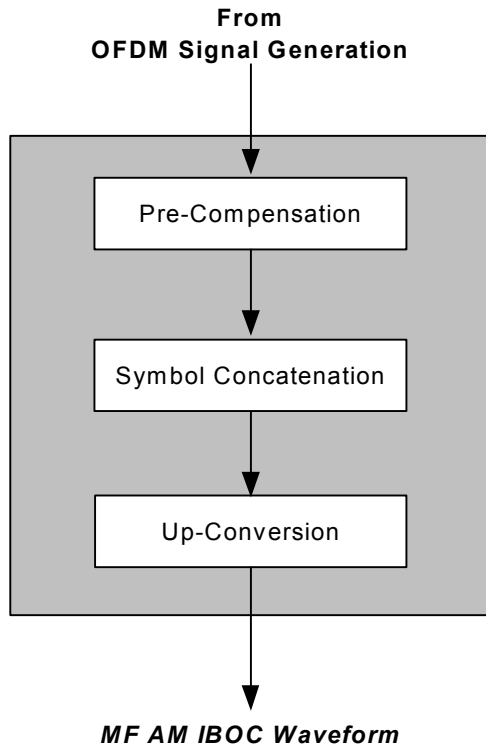 From
OFDM Signal Generation
Pre-Compensation
Symbol Concatenation
Up-Conversion
MF AM IBOC Waveform